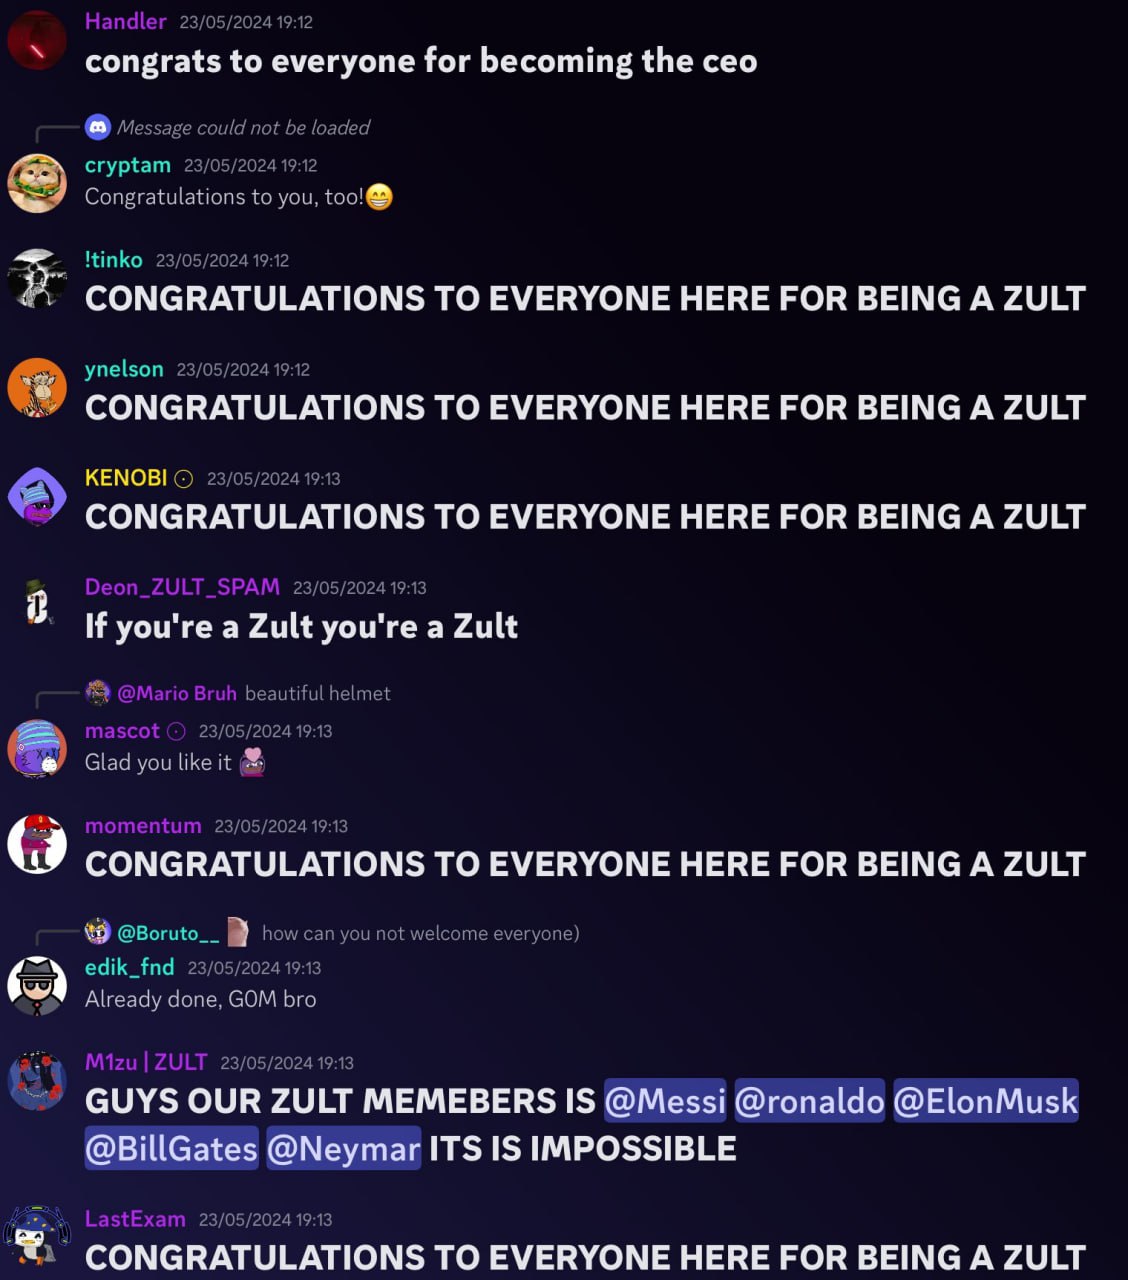 Handler 23/05/2024 19:12
congrats to everyone for becoming the ceo
Message could not be loaded
cryptam 23/05/2024 19:12
Congratulations to you, too!😁
!tinko 23/05/2024 19:12
CONGRATULATIONS TO EVERYONE HERE FOR BEING A ZULT
ynelson 23/05/2024 19:12
CONGRATULATIONS TO EVERYONE HERE FOR BEING A ZULT
KENOBI ⊙ 23/05/2024 19:13
CONGRATULATIONS TO EVERYONE HERE FOR BEING A ZULT
Deon_ZULT_SPAM 23/05/2024 19:13
If you're a Zult you're a Zult
@Mario Bruh beautiful helmet
mascot ⊙ 23/05/2024 19:13
Glad you like it
momentum 23/05/2024 19:13
CONGRATULATIONS TO EVERYONE HERE FOR BEING A ZULT
@Boruto__ how can you not welcome everyone)
edik_fnd 23/05/2024 19:13
Already done, G0M bro
M1zu | ZULT 23/05/2024 19:13
GUYS OUR ZULT MEMEBERS IS @Messi @ronaldo @ElonMusk
@BillGates @Neymar ITS IS IMPOSSIBLE
LastExam 23/05/2024 19:13
CONGRATULATIONS TO EVERYONE HERE FOR BEING A ZULT